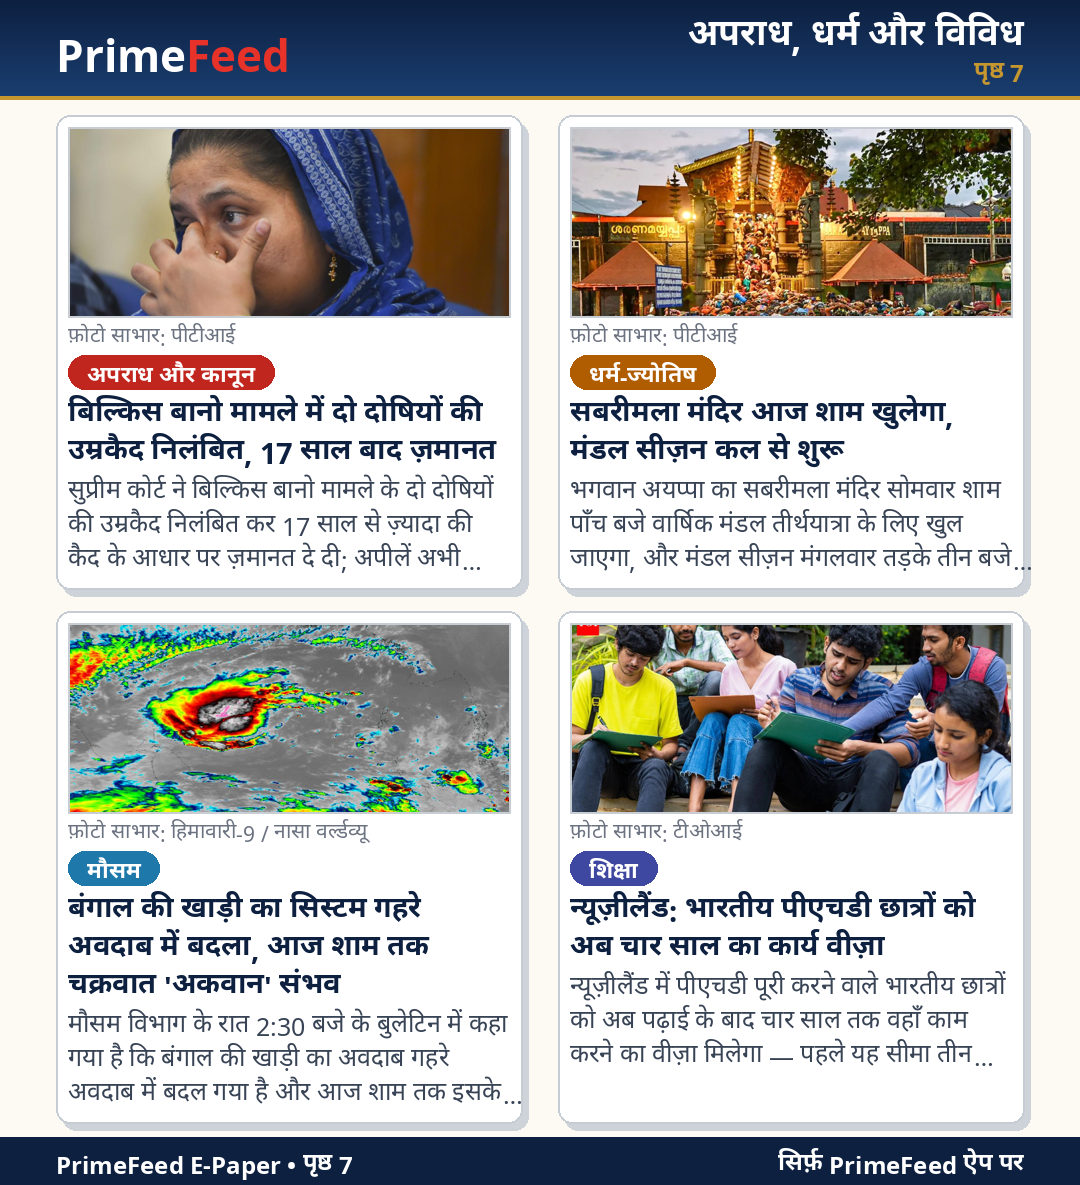 PrimeFeed
अपराध, धर्म और विविध
पृष्ठ 7
फ़ोटो साभार: पीटीआई
अपराध और कानून
बिल्किस बानो मामले में दो दोषियों की
उम्रकैद निलंबित, 17 साल बाद ज़मानत
सुप्रीम कोर्ट ने बिल्किस बानो मामले के दो दोषियों
की उम्रकैद निलंबित कर 17 साल से ज़्यादा की
कैद के आधार पर ज़मानत दे दी; अपीलें अभी...
ശരണമയ്യപ്പാ
फ़ोटो साभार: पीटीआई
धर्म-ज्योतिष
सबरीमला मंदिर आज शाम खुलेगा,
मंडल सीज़न कल से शुरू
भगवान अयप्पा का सबरीमला मंदिर सोमवार शाम
पाँच बजे वार्षिक मंडल तीर्थयात्रा के लिए खुल
जाएगा, और मंडल सीज़न मंगलवार तड़के तीन बजे...
फ़ोटो साभार: हिमावारी-9 / नासा वर्ल्डव्यू
मौसम
बंगाल की खाड़ी का सिस्टम गहरे
अवदाब में बदला, आज शाम तक
चक्रवात 'अकवान' संभव
मौसम विभाग के रात 2:30 बजे के बुलेटिन में कहा
गया है कि बंगाल की खाड़ी का अवदाब गहरे
अवदाब में बदल गया है और आज शाम तक इसके...
फ़ोटो साभार: टीओआई
शिक्षा
न्यूज़ीलैंड: भारतीय पीएचडी छात्रों को
अब चार साल का कार्य वीज़ा
न्यूज़ीलैंड में पीएचडी पूरी करने वाले भारतीय छात्रों
को अब पढ़ाई के बाद चार साल तक वहाँ काम
करने का वीज़ा मिलेगा — पहले यह सीमा तीन...
PrimeFeed E-Paper • पृष्ठ 7
सिर्फ़ PrimeFeed ऐप पर